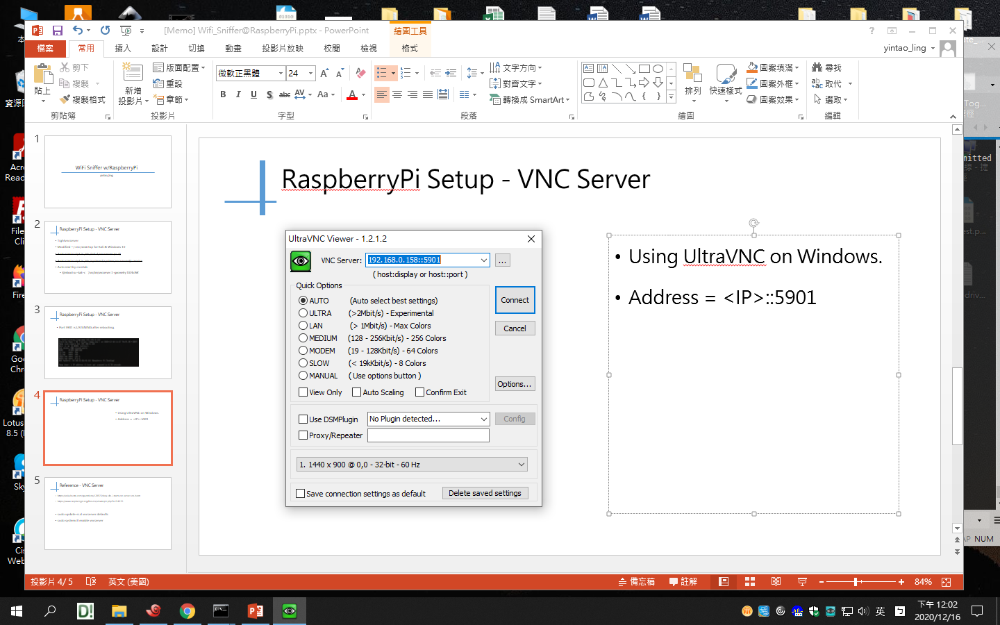 [Memo] Wifi_Sniffer@RaspberryPi.pptx - PowerPoint
繪圖工具
檔案 常用 插入 設計 切換 動畫 投影片放映 校閱 檢視 格式
yintao_ling
貼上
剪下
複製
複製格式
剪貼簿
新增
投影片
版面配置
重設
章節
投影片
微軟正黑體 24
B I U S abc AV Aa A
字型
文字方向
對齊文字
轉換成 SmartArt
段落
排列
快速樣式
圖案填滿
圖案外框
圖案效果
繪圖
尋找
取代
選取
編輯
1
WiFi Sniffer w/RaspberryPi
yintao_ling
2
RaspberryPi Setup - VNC Server
3
RaspberryPi Setup - VNC Server
Port 5901 is LISTENING after rebooting.
4
RaspberryPi Setup - VNC Server
Using UltraVNC on Windows.
Address = <IP>::5901
5
Reference - VNC Server
RaspberryPi Setup - VNC Server
UltraVNC Viewer - 1.2.1.2
VNC Server: 192.168.0.158::5901 ...
( host:display or host::port )
Quick Options
AUTO (Auto select best settings)
ULTRA (>2Mbit/s) - Experimental
LAN (> 1Mbit/s) - Max Colors
MEDIUM (128 - 256Kbit/s) - 256 Colors
MODEM (19 - 128Kbit/s) - 64 Colors
SLOW (< 19kKbit/s) - 8 Colors
MANUAL ( Use options button )
View Only Auto Scaling Confirm Exit
Connect
Cancel
Options...
Use DSMPlugin No Plugin detected... Config
Proxy/Repeater
1. 1440 x 900 @ 0,0 - 32-bit - 60 Hz
Save connection settings as default Delete saved settings
• Using UltraVNC on Windows.
• Address = <IP>::5901
投影片 4/ 5 英文 (美國) 備忘稿 註解 84%
NUM
英
下午 12:02
2020/12/16